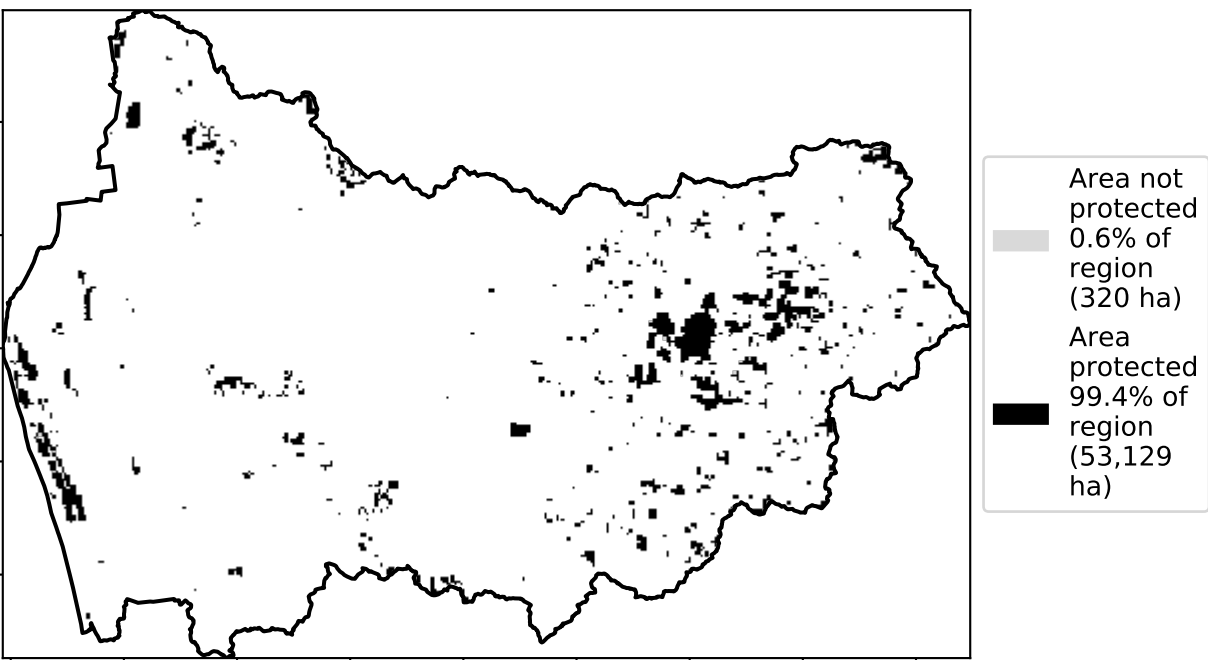 Area not
protected
0.6% of
region
(320 ha)
Area
protected
99.4% of
region
(53,129
ha)